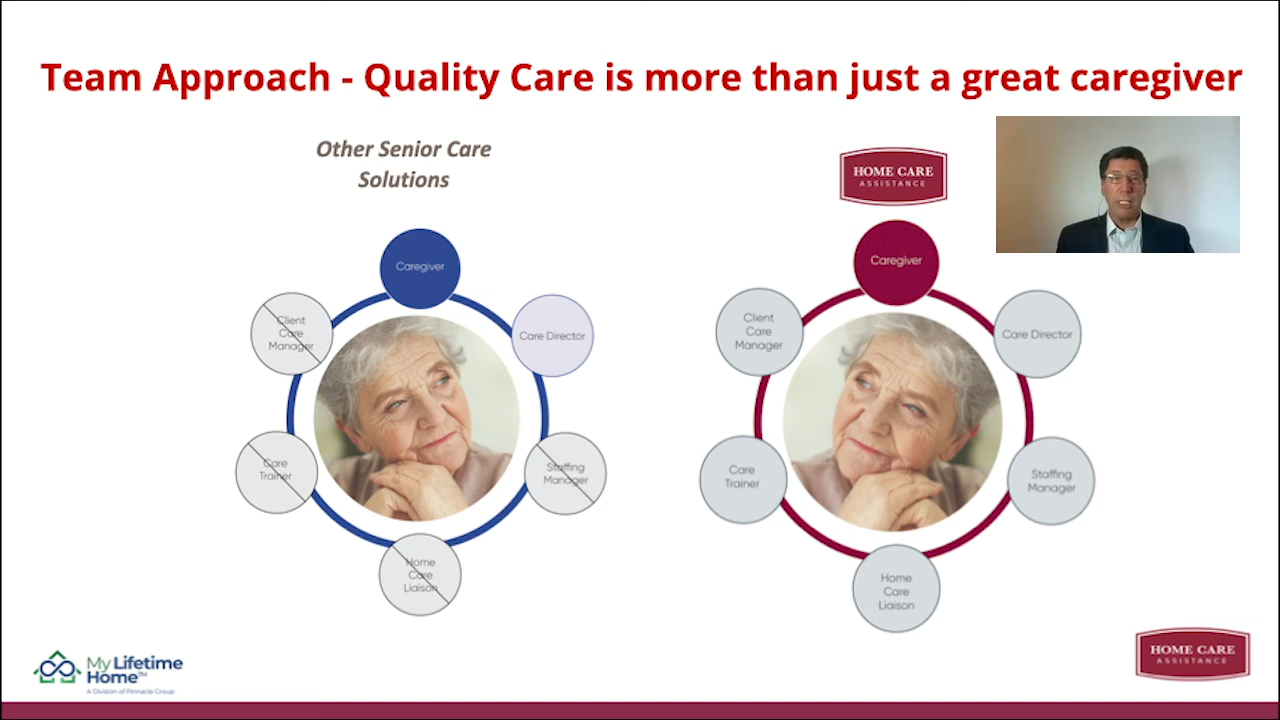 Team Approach - Quality Care is more than just a great caregiver
Other Senior Care
Solutions
Caregiver
Client
Care
Manager
Care Director
Care
Trainer
Staffing
Manager
Home
Care
Liaison
HOME CARE
ASSISTANCE
Caregiver
Client
Care
Manager
Care Director
Care
Trainer
Staffing
Manager
Home
Care
Liaison
My Lifetime
Home™
A Division of Pinnacle Group
HOME CARE
ASSISTANCE